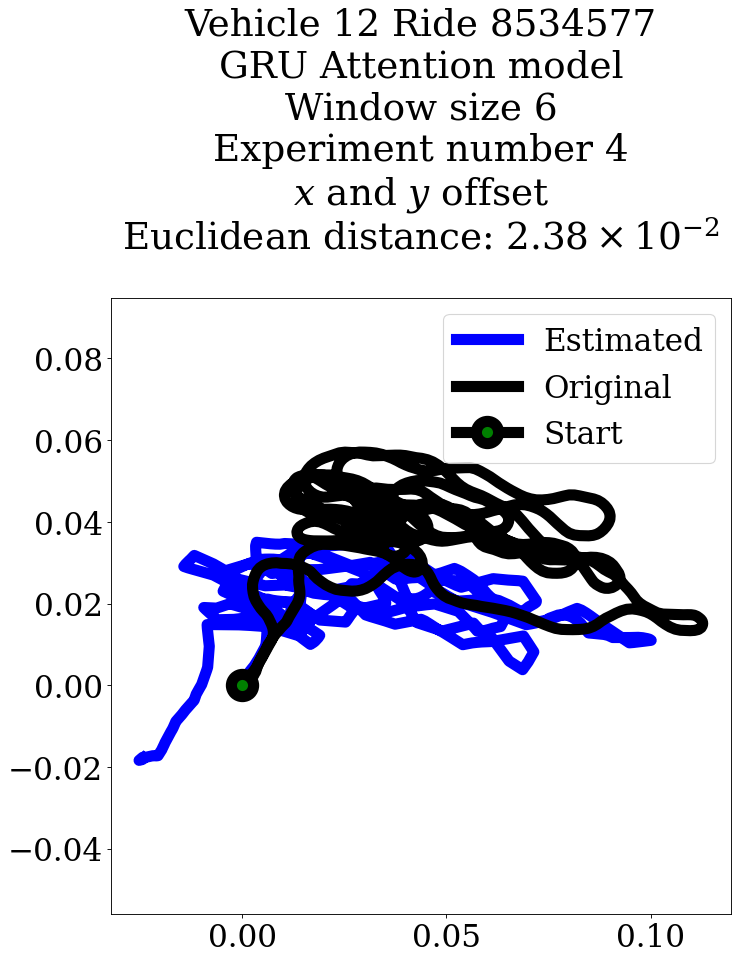 Vehicle 12 Ride 8534577
GRU Attention model
Window size 6
Experiment number 4
x and y offset
Euclidean distance: 2.38 × 10⁻²
Estimated
Original
Start
0.08
0.06
0.04
0.02
0.00
−0.02
−0.04
0.00 0.05 0.10